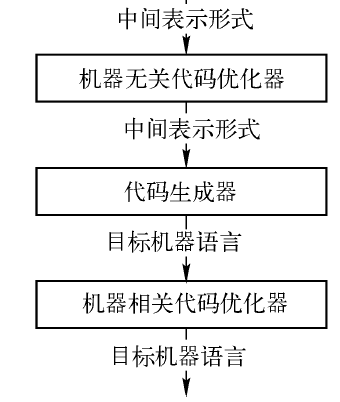 中间表示形式
机器无关代码优化器
中间表示形式
代码生成器
目标机器语言
机器相关代码优化器
目标机器语言